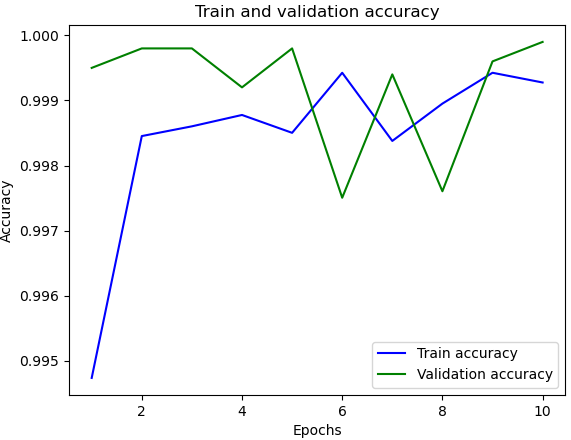 Train and validation accuracy
1.000
0.999
0.998
0.997
0.996
0.995
Accuracy
Train accuracy
Validation accuracy
2 4 6 8 10
Epochs